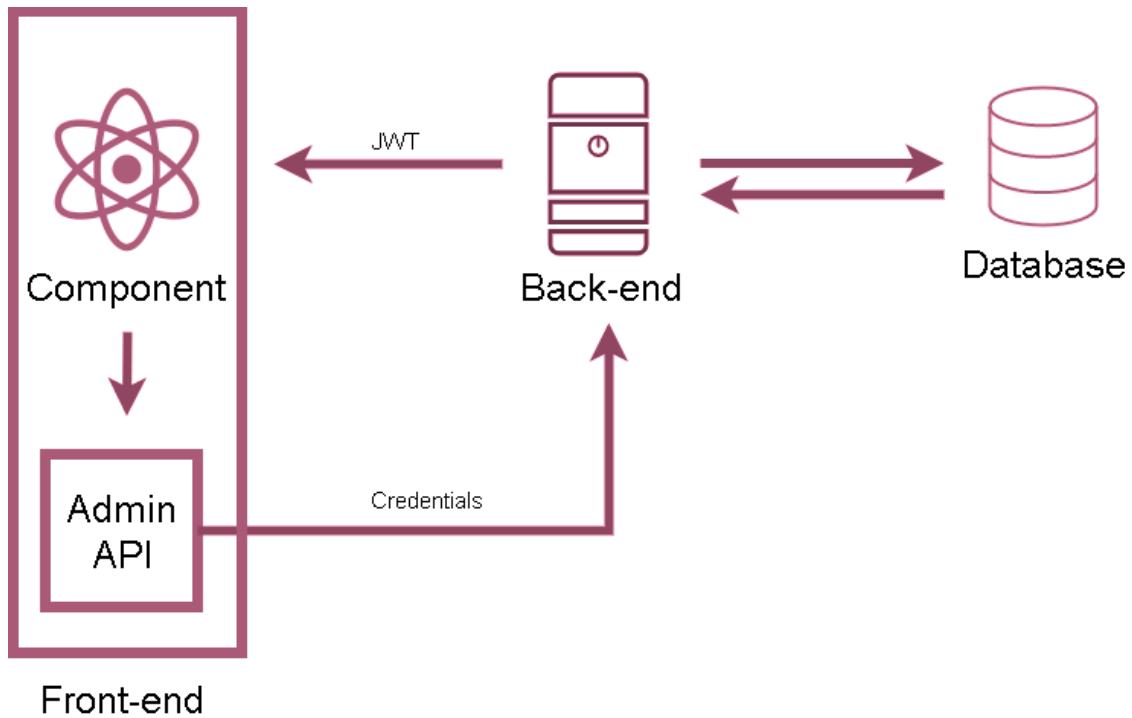 JWT
Component
Back-end
Database
Admin
API
Credentials
Front-end